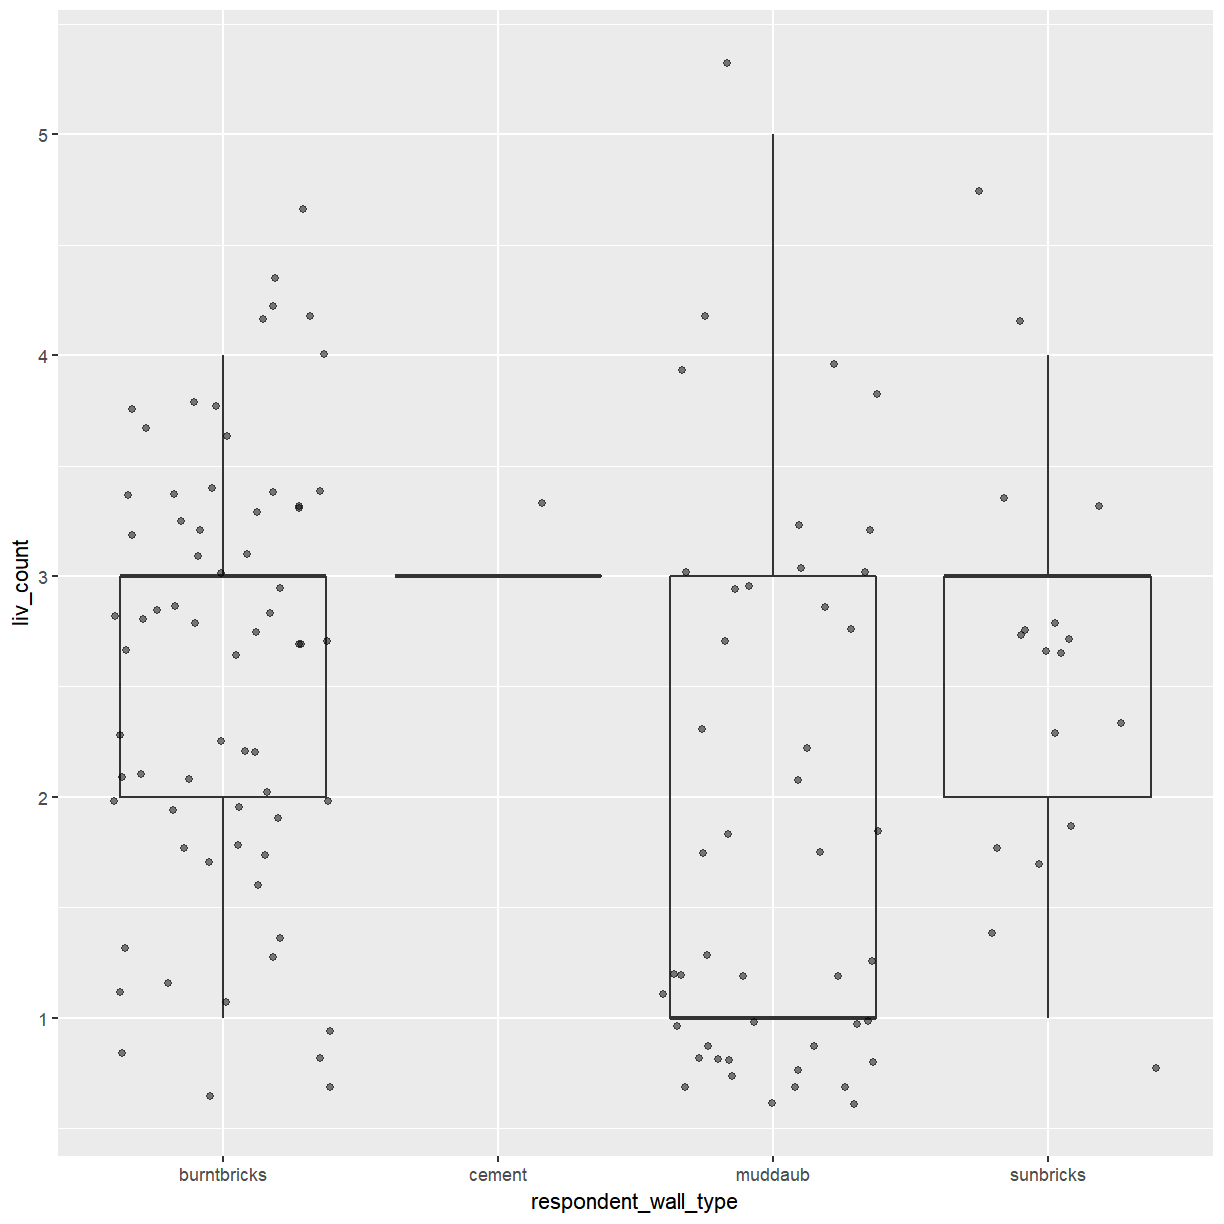 liv_count
5
4
3
2
1
burntbricks
cement
muddaub
sunbricks
respondent_wall_type